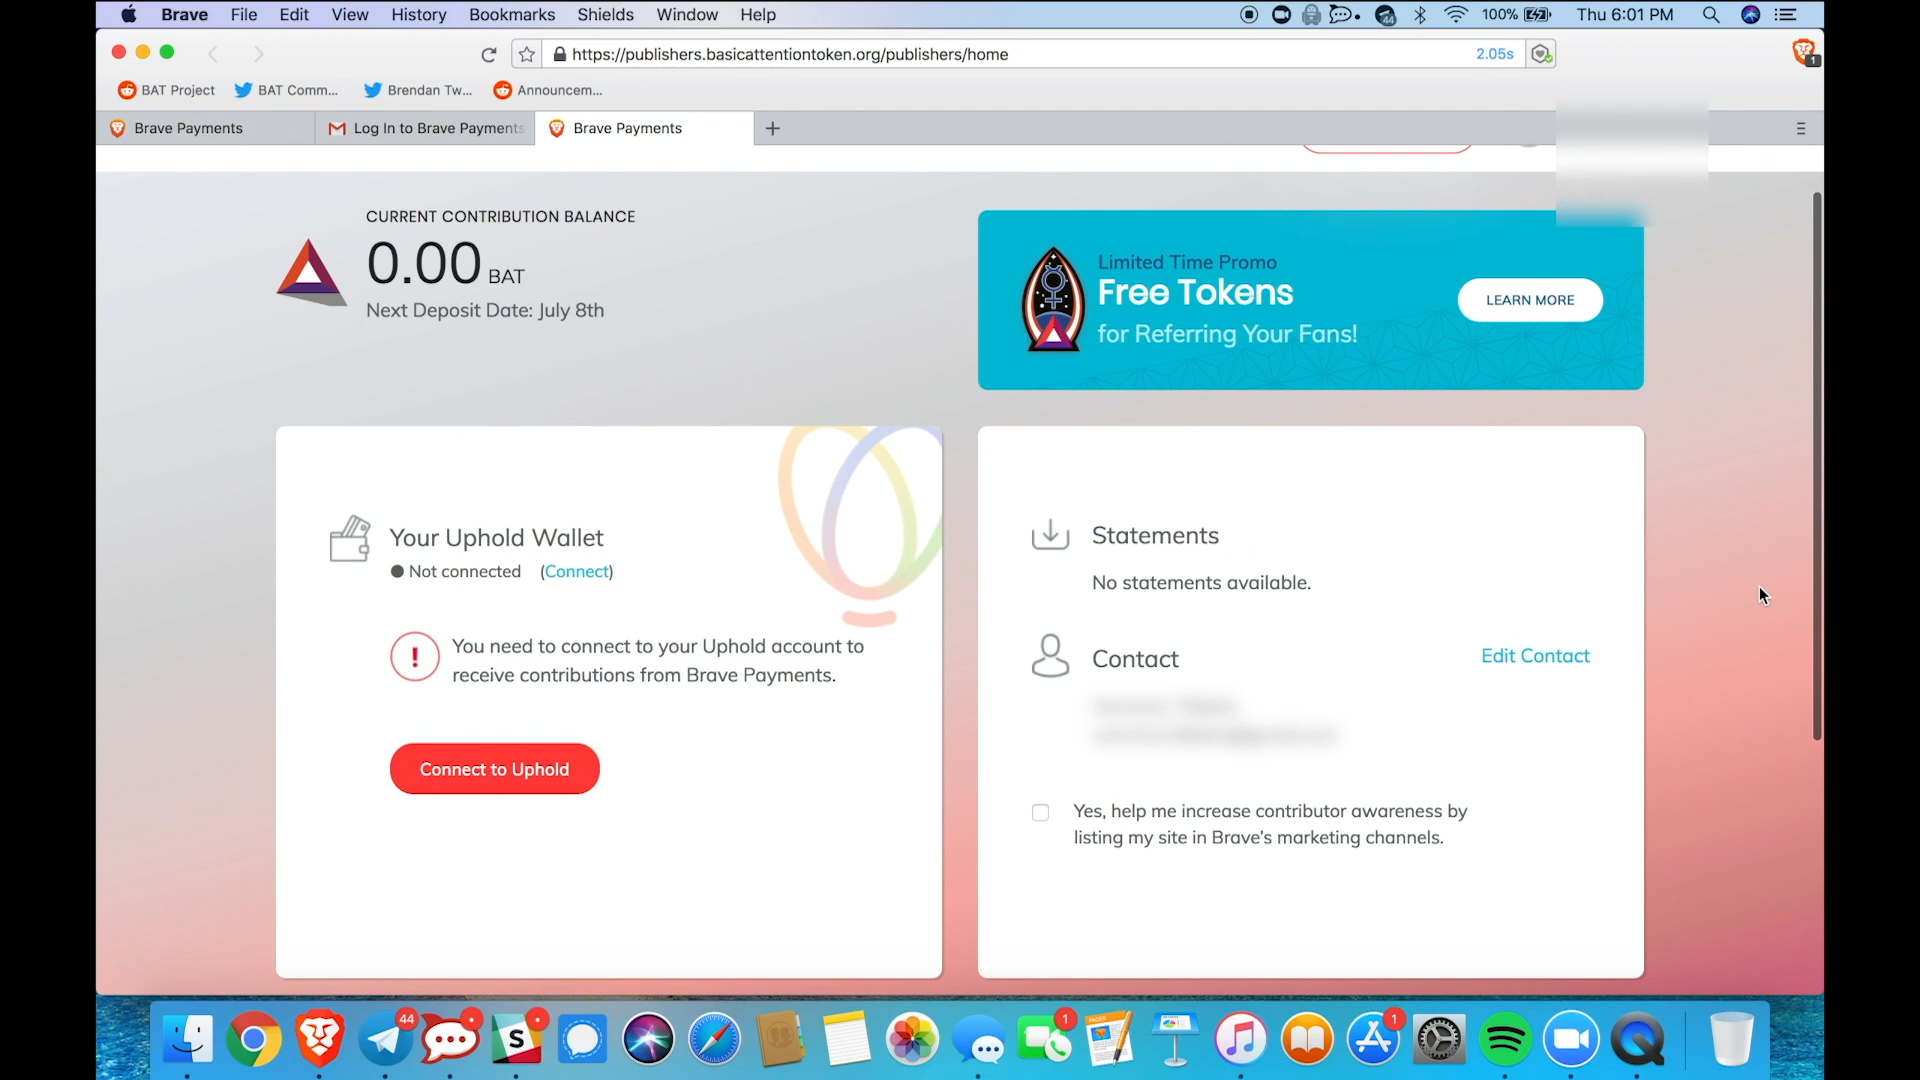 Brave File Edit View History Bookmarks Shields Window Help 100% Thu 6:01 PM
https://publishers.basicattentiontoken.org/publishers/home 2.05s
1
BAT Project BAT Comm... Brendan Tw... Announcem...
Brave Payments Log In to Brave Payments Brave Payments
CURRENT CONTRIBUTION BALANCE
0.00 BAT
Next Deposit Date: July 8th
Limited Time Promo
Free Tokens
for Referring Your Fans!
LEARN MORE
Your Uphold Wallet
Not connected (Connect)
You need to connect to your Uphold account to
receive contributions from Brave Payments.
Connect to Uphold
Statements
No statements available.
Contact
Edit Contact
Yes, help me increase contributor awareness by
listing my site in Brave's marketing channels.
44
S
1
PAGES
1